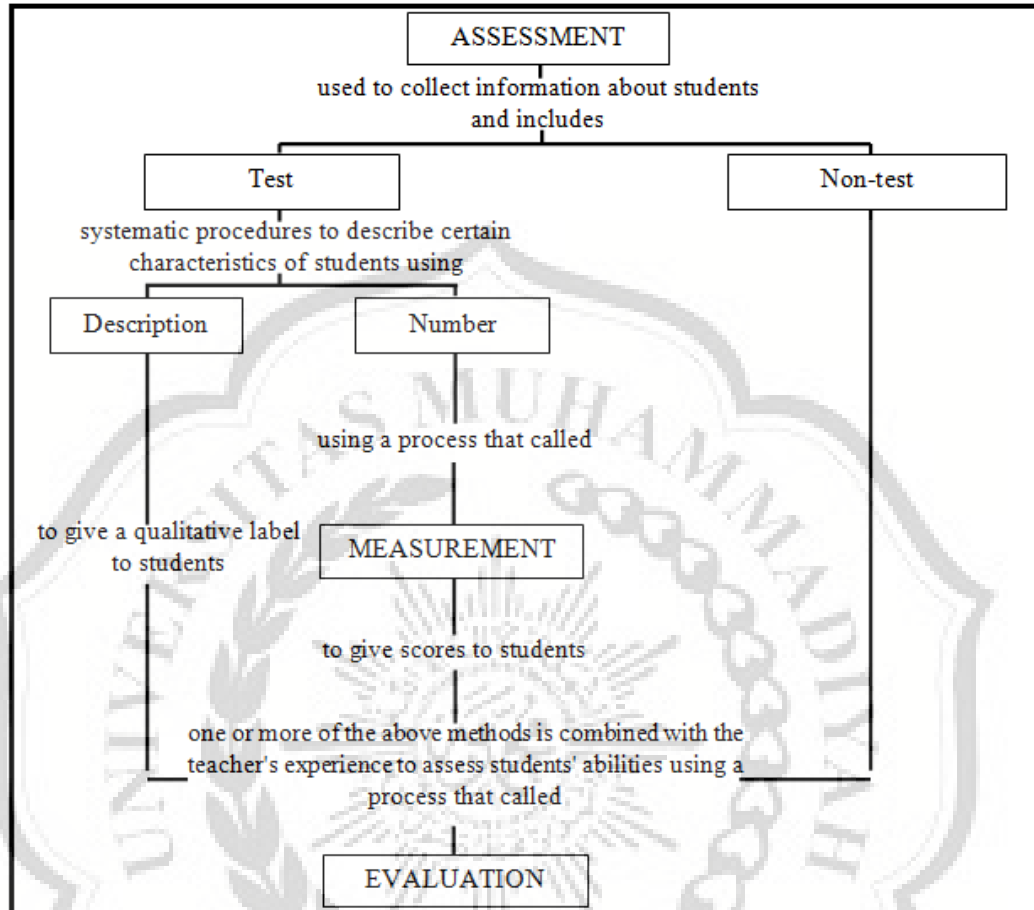 ASSESSMENT
used to collect information about students
and includes
Test
Non-test
systematic procedures to describe certain
characteristics of students using
Description
Number
using a process that called
to give a qualitative label
to students
MEASUREMENT
to give scores to students
one or more of the above methods is combined with the
teacher's experience to assess students' abilities using a
process that called
EVALUATION
UNIVERSITAS MUHAMMADIYAH